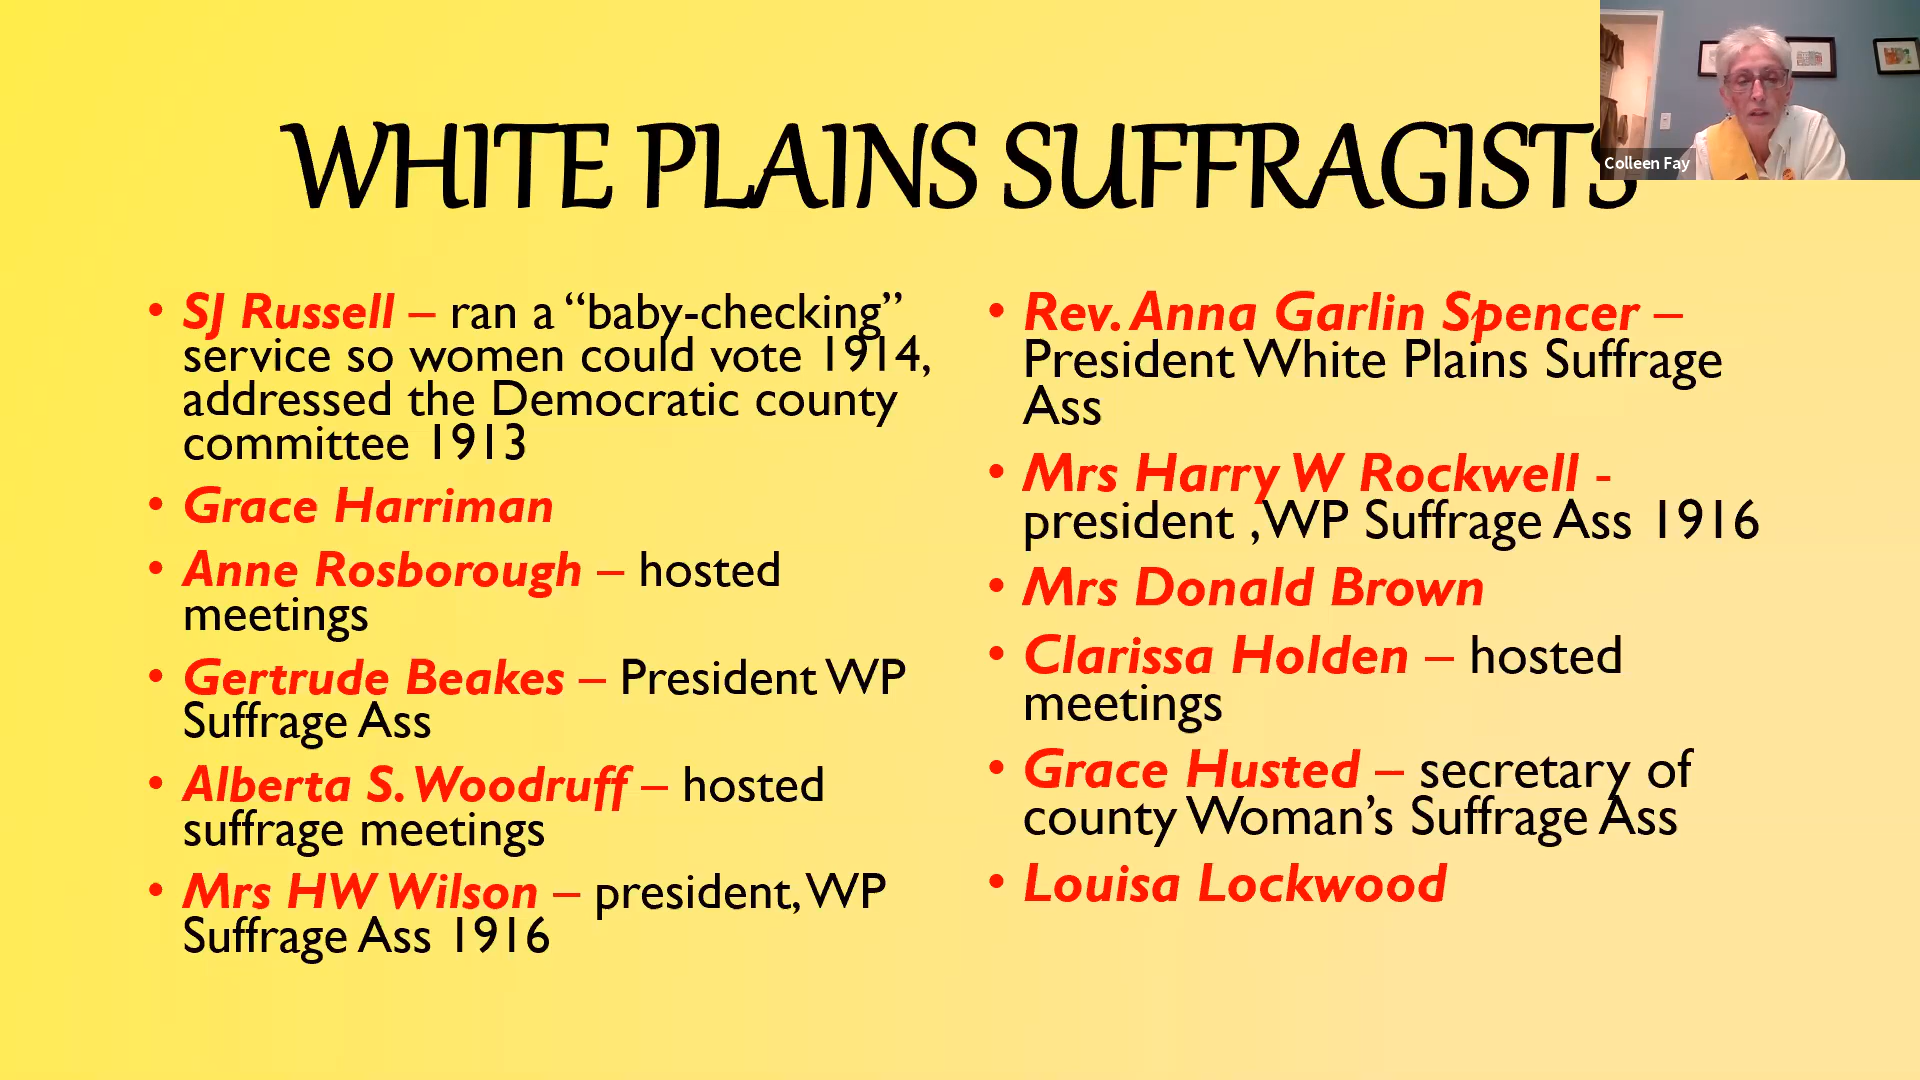 WHITE PLAINS SUFFRAGISTS
Colleen Fay
• SJ Russell – ran a “baby-checking”
service so women could vote 1914,
addressed the Democratic county
committee 1913
• Grace Harriman
• Anne Rosborough – hosted
meetings
• Gertrude Beakes – President WP
Suffrage Ass
• Alberta S. Woodruff – hosted
suffrage meetings
• Mrs HW Wilson – president, WP
Suffrage Ass 1916
• Rev. Anna Garlin Spencer –
President White Plains Suffrage
Ass
• Mrs Harry W Rockwell -
president ,WP Suffrage Ass 1916
• Mrs Donald Brown
• Clarissa Holden – hosted
meetings
• Grace Husted – secretary of
county Woman’s Suffrage Ass
• Louisa Lockwood